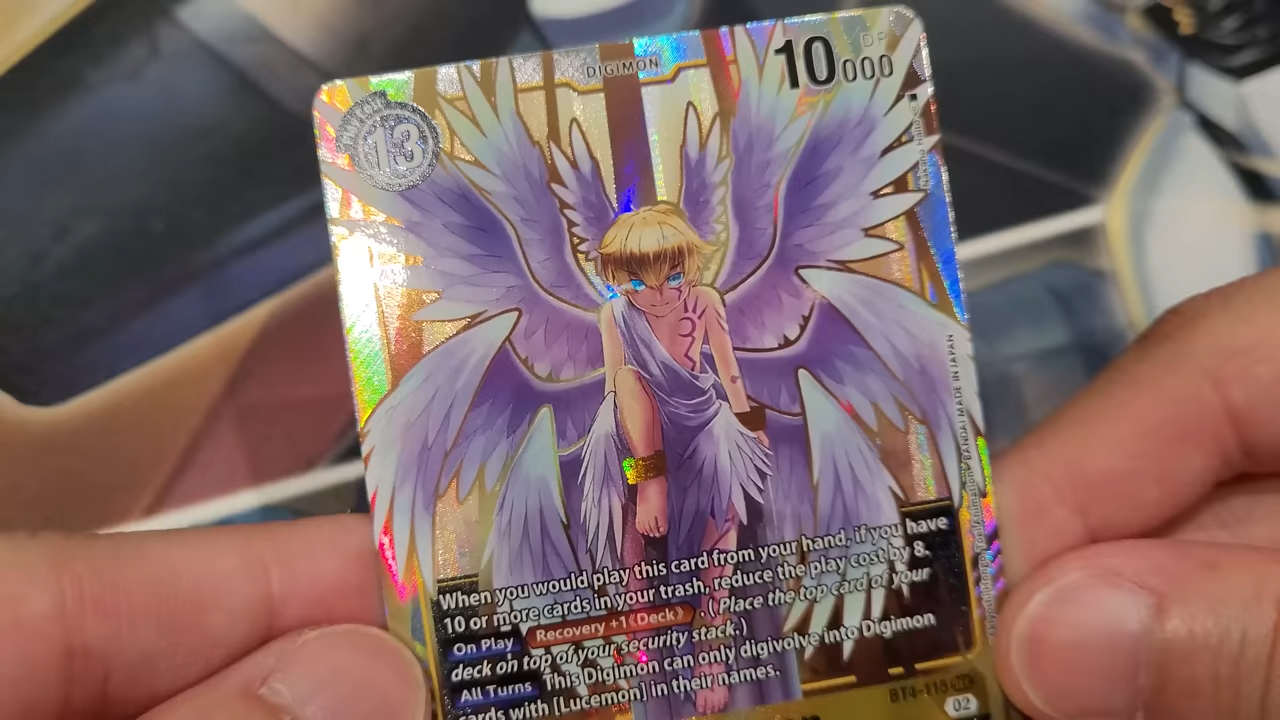 DIGIMON
DP
10000
PLAY COST
13
BANDAI MADE IN JAPAN
When you would play this card from your hand, if you have
10 or more cards in your trash, reduce the play cost by 8.
On Play Recovery +1《Deck》. (Place the top card of your
deck on top of your security stack.)
All Turns This Digimon can only digivolve into Digimon
cards with [Lucemon] in their names.
BT4-115
02